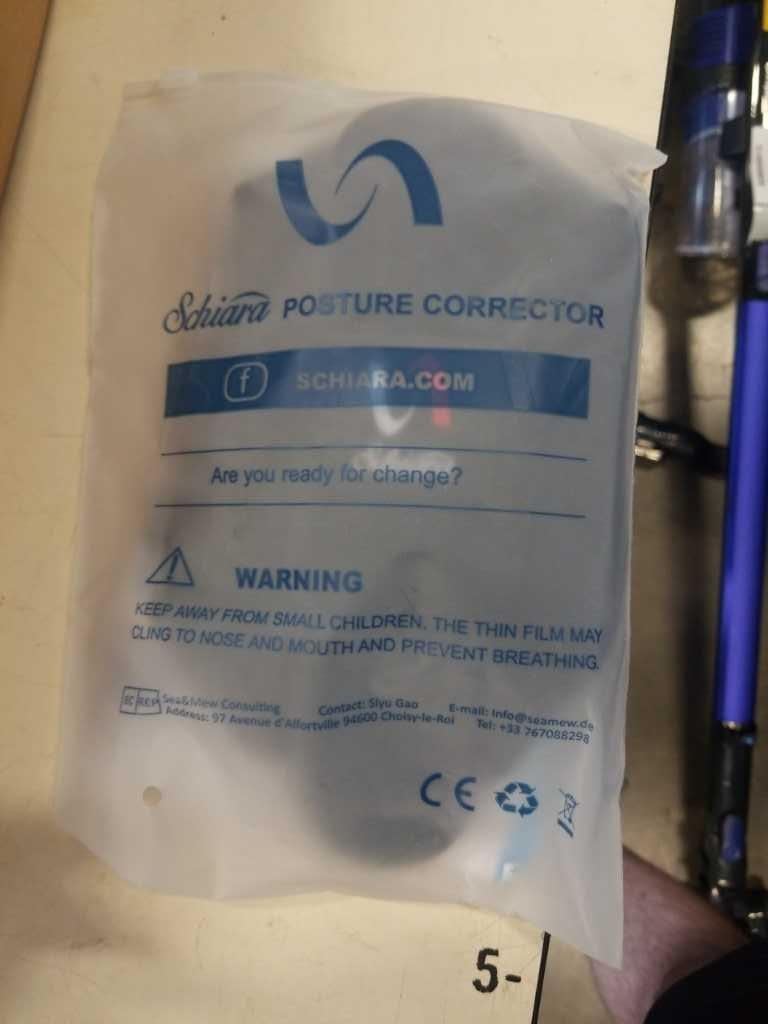 Schiara POSTURE CORRECTOR
f SCHIARA.COM
Are you ready for change?
WARNING
KEEP AWAY FROM SMALL CHILDREN. THE THIN FILM MAY
CLING TO NOSE AND MOUTH AND PREVENT BREATHING.
EC REP Sea&Mew Consulting Contact: Siyu Gao E-mail: Info@seamew.de
Address: 97 Avenue d'Alfortville 94600 Choisy-le-Roi Tel: +33 767088298
CE
5-